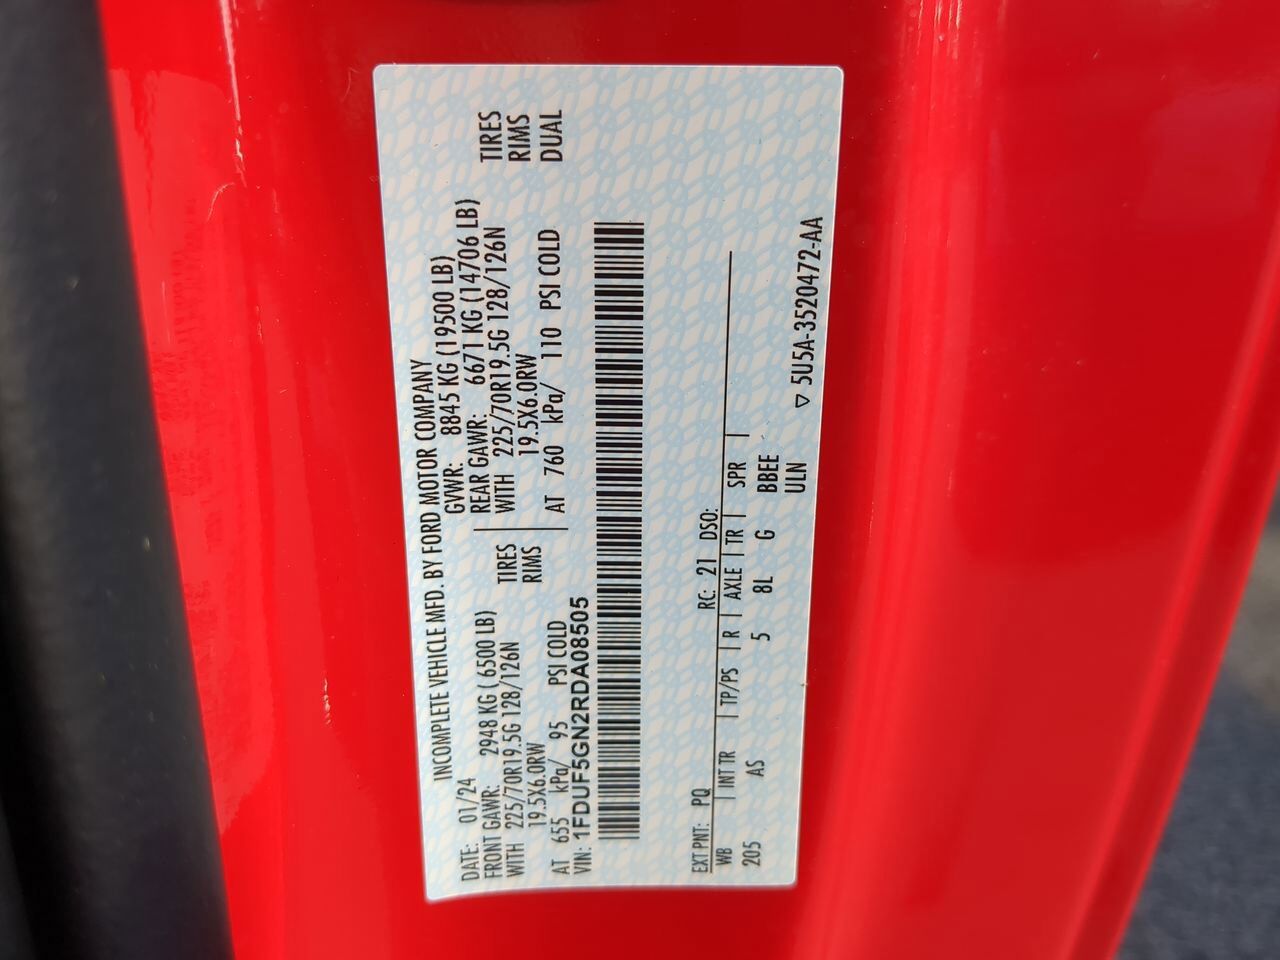 INCOMPLETE VEHICLE MFD. BY FORD MOTOR COMPANY
DATE: 01/24 GVWR: 8845 KG (19500 LB)
FRONT GAWR: 2948 KG ( 6500 LB) REAR GAWR: 6671 KG (14706 LB)
WITH 225/70R19.5G 128/126N TIRES WITH 225/70R19.5G 128/126N TIRES
19.5X6.0RW RIMS 19.5X6.0RW RIMS
AT 655 kPa/ 95 PSI COLD AT 760 kPa/ 110 PSI COLD DUAL
VIN: 1FDUF5GN2RDA08505
EXT PNT: PQ RC: 21 DSO:
WB | INT TR | TP/PS | R | AXLE | TR | SPR |
205 AS 5 8L G BBEE
ULN
▽ 5U5A-3520472-AA